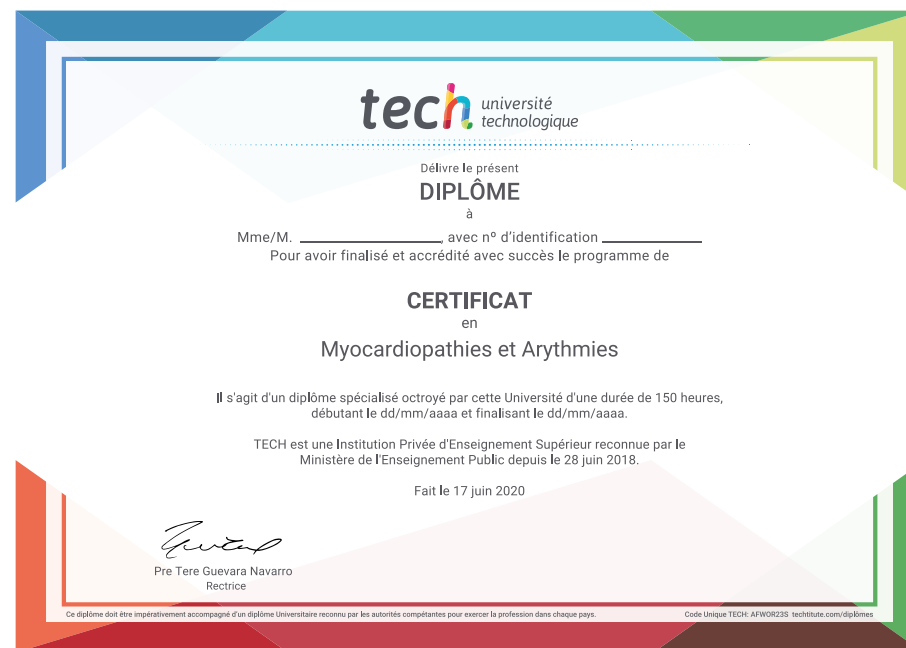 tech université
technologique
Délivre le présent
DIPLÔME
à
Mme/M. ____________, avec nº d'identification ____________
Pour avoir finalisé et accrédité avec succès le programme de
CERTIFICAT
en
Myocardiopathies et Arythmies
Il s'agit d'un diplôme spécialisé octroyé par cette Université d'une durée de 150 heures,
débutant le dd/mm/aaaa et finalisant le dd/mm/aaaa.
TECH est une Institution Privée d'Enseignement Supérieur reconnue par le
Ministère de l'Enseignement Public depuis le 28 juin 2018.
Fait le 17 juin 2020
Pre Tere Guevara Navarro
Rectrice
Ce diplôme doit être impérativement accompagné d'un diplôme Universitaire reconnu par les autorités compétantes pour exercer la profession dans chaque pays.
Code Unique TECH: AFWOR23S techtitute.com/diplômes